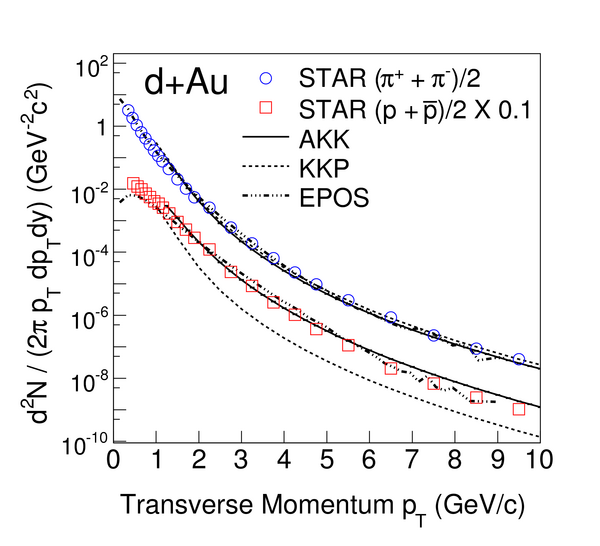 d+Au
STAR (π⁺ + π⁻)/2
STAR (p + p̅)/2 X 0.1
AKK
KKP
EPOS
d²N / (2π p_T dp_T dy) (GeV⁻²c²)
10²
1
10⁻²
10⁻⁴
10⁻⁶
10⁻⁸
10⁻¹⁰
0 1 2 3 4 5 6 7 8 9 10
Transverse Momentum p_T (GeV/c)